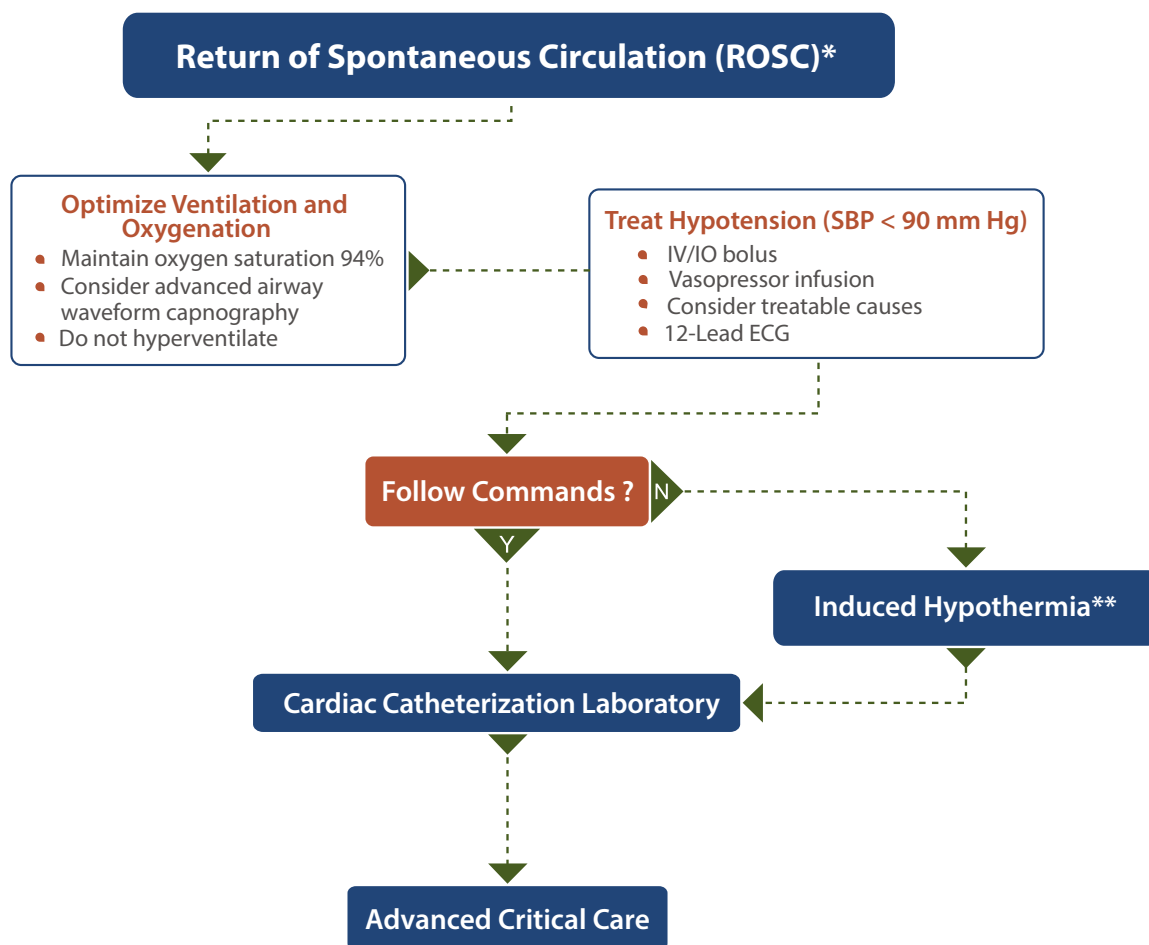 Return of Spontaneous Circulation (ROSC)*
Optimize Ventilation and
Oxygenation
• Maintain oxygen saturation 94%
• Consider advanced airway
waveform capnography
• Do not hyperventilate
Treat Hypotension (SBP < 90 mm Hg)
• IV/IO bolus
• Vasopressor infusion
• Consider treatable causes
• 12-Lead ECG
Follow Commands ?
N
Y
Induced Hypothermia**
Cardiac Catheterization Laboratory
Advanced Critical Care